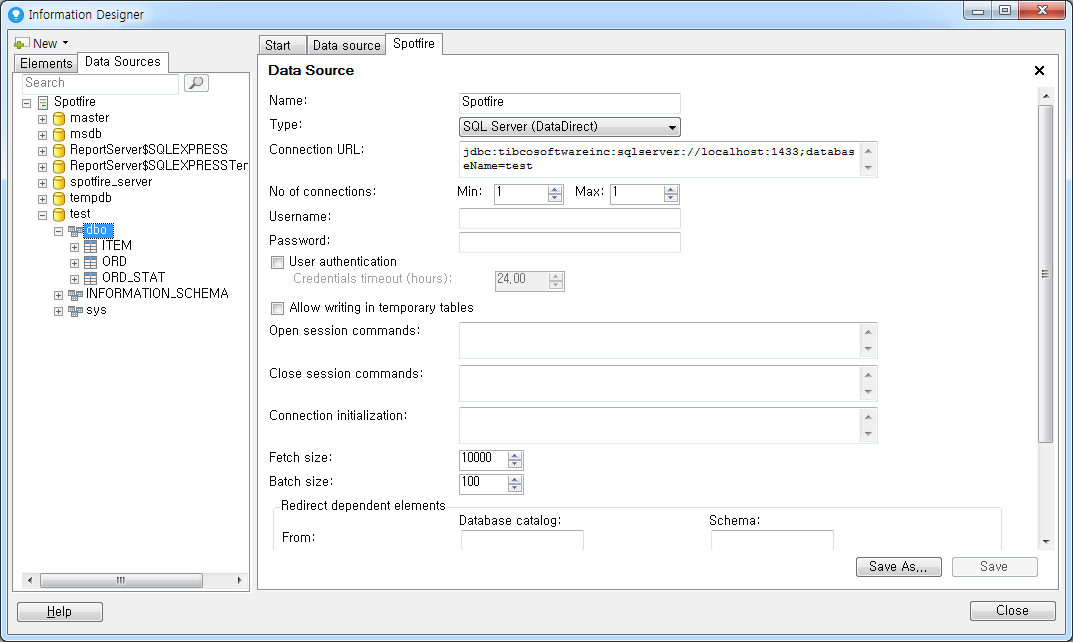 Information Designer
New
Elements
Data Sources
Search
Spotfire
master
msdb
ReportServer$SQLEXPRESS
ReportServer$SQLEXPRESSTer
spotfire_server
tempdb
test
dbo
ITEM
ORD
ORD_STAT
INFORMATION_SCHEMA
sys
Start
Data source
Spotfire
Data Source
Name:
Spotfire
Type:
SQL Server (DataDirect)
Connection URL:
jdbc:tibcosoftwareinc:sqlserver://localhost:1433;databas
eName=test
No of connections:
Min:
1
Max:
1
Username:
Password:
User authentication
Credentials timeout (hours):
24,00
Allow writing in temporary tables
Open session commands:
Close session commands:
Connection initialization:
Fetch size:
10000
Batch size:
100
Redirect dependent elements
Database catalog:
Schema:
From:
Save As...
Save
Help
Close